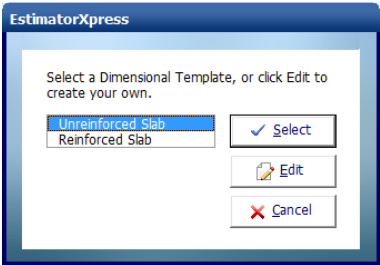 EstimatorXpress
Select a Dimensional Template, or click Edit to
create your own.
Unreinforced Slab
Reinforced Slab
Select
Edit
Cancel